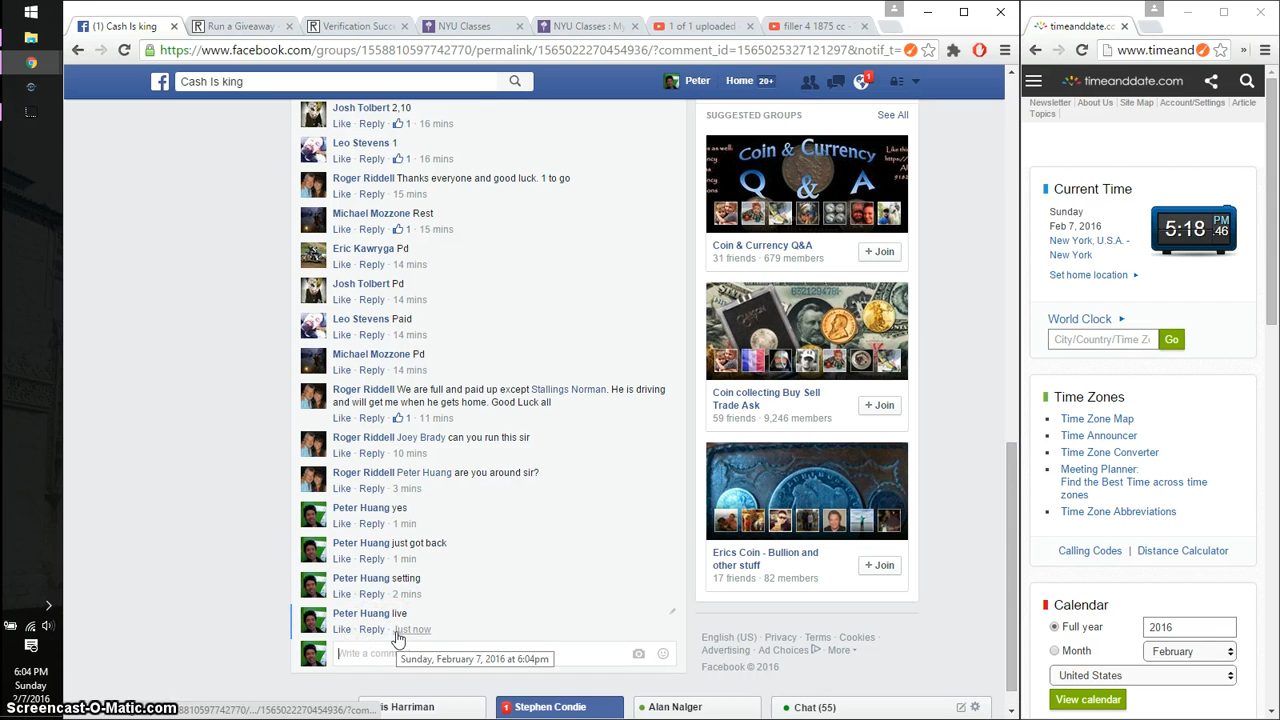 (1) Cash Is king
Run a Giveaway -
Verification Succ
NYU Classes
NYU Classes : My
1 of 1 uploaded
filler 4 1875 cc -
timeanddate.com
https://www.facebook.com/groups/1558810597742770/permalink/1565022270454936/?comment_id=1565025327121297&notif_t=
www.timeand
Cash Is king
Peter
Home 20+
1
timeanddate.com
Newsletter | About Us | Site Map | Account/Settings | Article
Topics |
Josh Tolbert 2,10
Like · Reply · 1 · 16 mins
Leo Stevens 1
Like · Reply · 1 · 16 mins
Roger Riddell Thanks everyone and good luck. 1 to go
Like · Reply · 15 mins
Michael Mozzone Rest
Like · Reply · 1 · 15 mins
Eric Kawryga Pd
Like · Reply · 14 mins
Josh Tolbert Pd
Like · Reply · 14 mins
Leo Stevens Paid
Like · Reply · 14 mins
Michael Mozzone Pd
Like · Reply · 14 mins
Roger Riddell We are full and paid up except Stallings Norman. He is driving
and will get me when he gets home. Good Luck all
Like · Reply · 1 · 11 mins
Roger Riddell Joey Brady can you run this sir
Like · Reply · 10 mins
Roger Riddell Peter Huang are you around sir?
Like · Reply · 3 mins
Peter Huang yes
Like · Reply · 1 min
Peter Huang just got back
Like · Reply · 1 min
Peter Huang setting
Like · Reply · 2 mins
Peter Huang live
Like · Reply · Just now
Write a comm
Sunday, February 7, 2016 at 6:04pm
SUGGESTED GROUPS
See All
Coin & Currency
Q & A
Coin & Currency Q&A
31 friends · 679 members
+ Join
Coin collecting Buy Sell
Trade Ask
59 friends · 9,246 members
+ Join
Erics Coin - Bullion and
other stuff
17 friends · 82 members
+ Join
English (US) · Privacy · Terms · Cookies ·
Advertising · Ad Choices · More
Facebook © 2016
is Harriman
1 Stephen Condie
Alan Nalger
Chat (55)
Current Time
Sunday
Feb 7, 2016
New York, U.S.A. -
New York
Set home location
5:18 PM .46
World Clock
City/Country/Time Z
Go
Time Zones
Time Zone Map
Time Announcer
Time Zone Converter
Meeting Planner:
Find the Best Time across time
zones
Time Zone Abbreviations
Calling Codes | Distance Calculator
Calendar
Full year
2016
Month
February
United States
View calendar
6:04 PM
Sunday
2/7/2016
Screencast-O-Matic.com
8810597742770/.../1565022270454936/?com...